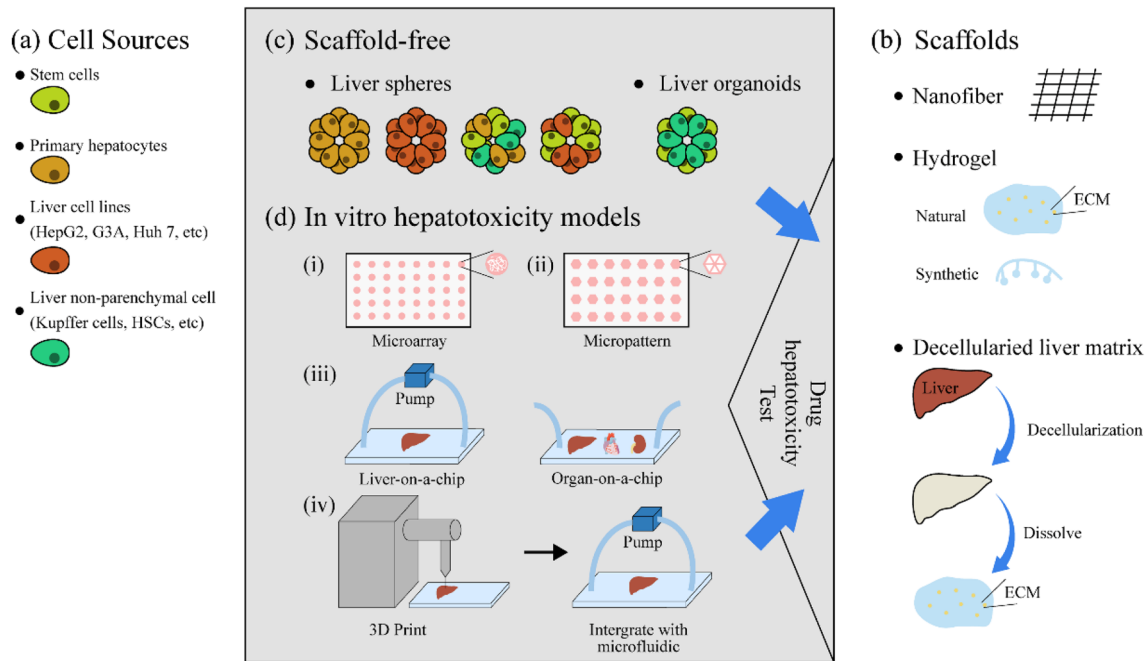 (a) Cell Sources
● Stem cells
● Primary hepatocytes
● Liver cell lines
(HepG2, G3A, Huh 7, etc)
● Liver non-parenchymal cell
(Kupffer cells, HSCs, etc)
(c) Scaffold-free
● Liver spheres
● Liver organoids
(d) In vitro hepatotoxicity models
(i)
(ii)
Microarray
Micropattern
(iii)
Pump
Liver-on-a-chip
Organ-on-a-chip
(iv)
Pump
3D Print
Intergrate with
microfluidic
Drug
hepatotoxicity
Test
(b) Scaffolds
● Nanofiber
● Hydrogel
Natural
ECM
Synthetic
● Decellularied liver matrix
Liver
Decellularization
Dissolve
ECM